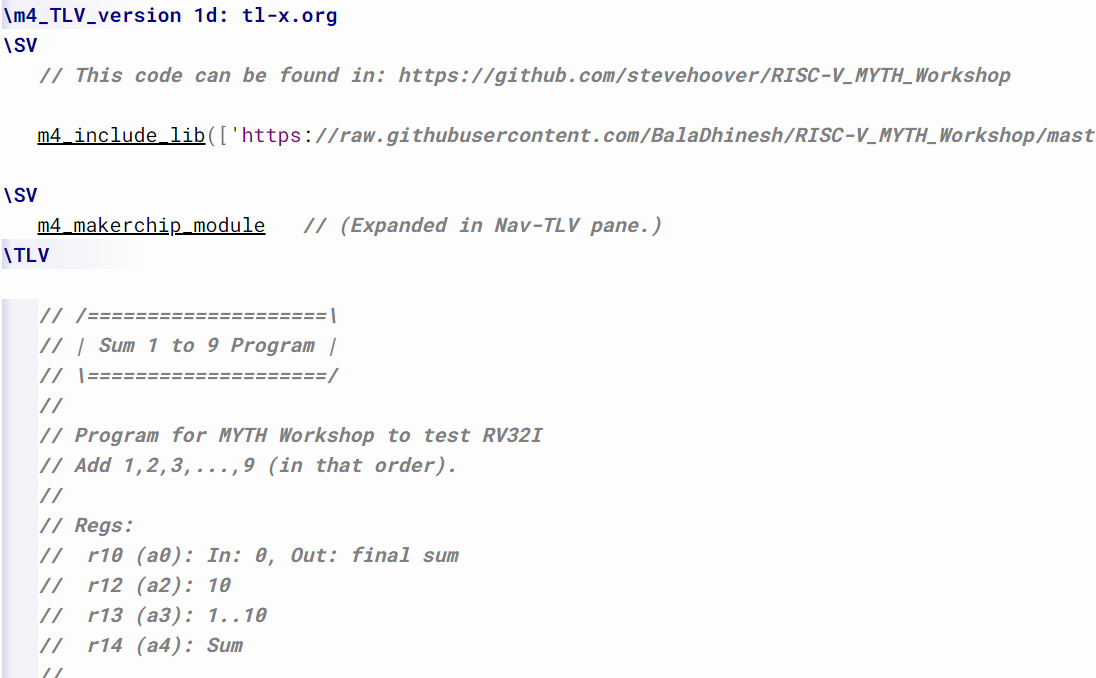 \m4_TLV_version 1d: tl-x.org
\SV
// This code can be found in: https://github.com/stevehoover/RISC-V_MYTH_Workshop
m4_include_lib(['https://raw.githubusercontent.com/BalaDhinesh/RISC-V_MYTH_Workshop/mast
\SV
m4_makerchip_module   // (Expanded in Nav-TLV pane.)
\TLV
// /====================\
// | Sum 1 to 9 Program |
// \====================/
//
// Program for MYTH Workshop to test RV32I
// Add 1,2,3,...,9 (in that order).
//
// Regs:
//  r10 (a0): In: 0, Out: final sum
//  r12 (a2): 10
//  r13 (a3): 1..10
//  r14 (a4): Sum
//